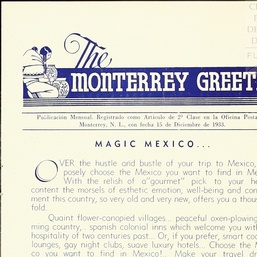 The
MONTERREY GREET
Publicación Mensual. Registrado como Artículo de 2ª Clase en la Oficina Posta
Monterrey, N. L., con fecha 15 de Diciembre de 1933.
MAGIC MEXICO...
OVER the hustle and bustle of your trip to Mexico,
posely choose the Mexico you want to find in Me
With the relish of a "gourmet" pick to your he
content the morsels of esthetic emotion, well-being and con
ment this country, so very old and very new, offers you a thous
fold.
Quaint flower-canopied villages... peaceful oxen-plowing
ming country,, spanish colonial inns which welcome you with
hospitality of two centuries past... Or, if you prefer, smart coc
lounges, gay night clubs, suave luxury hotels... Choose the M
co you want to find in Mexico!... Make your travel dr